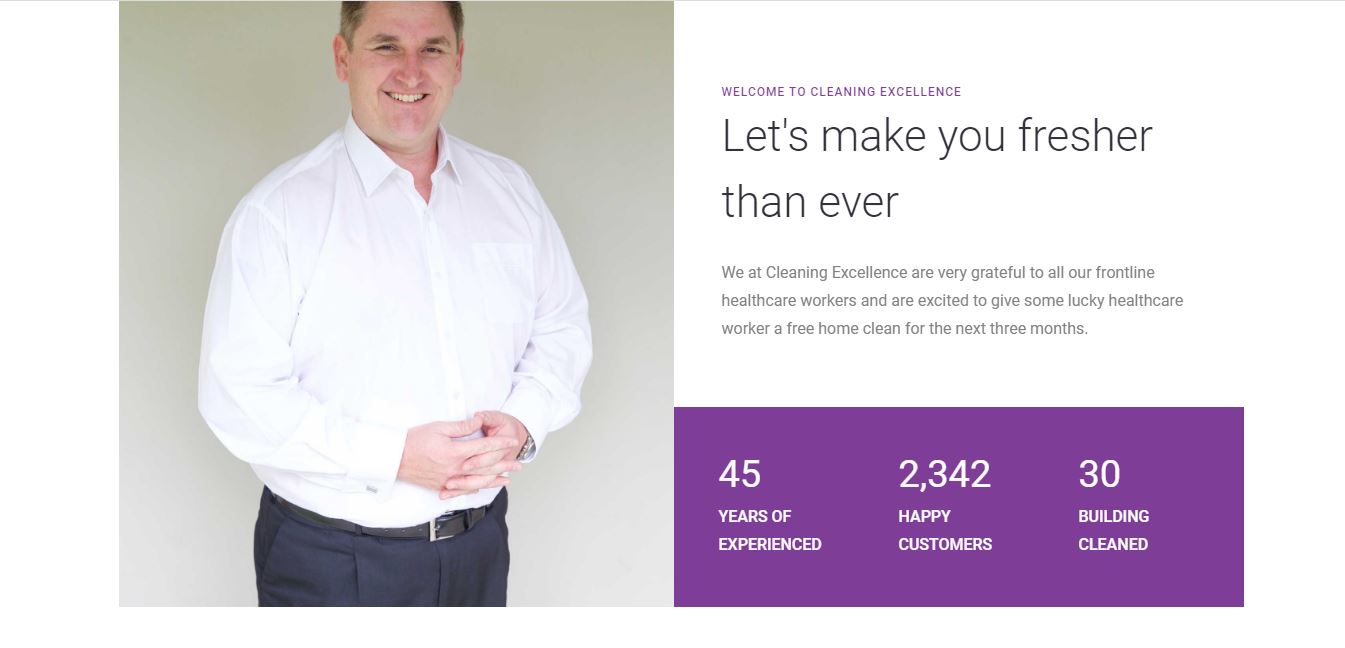 WELCOME TO CLEANING EXCELLENCE
Let's make you fresher
than ever
We at Cleaning Excellence are very grateful to all our frontline
healthcare workers and are excited to give some lucky healthcare
worker a free home clean for the next three months.
45
YEARS OF
EXPERIENCED
2,342
HAPPY
CUSTOMERS
30
BUILDING
CLEANED